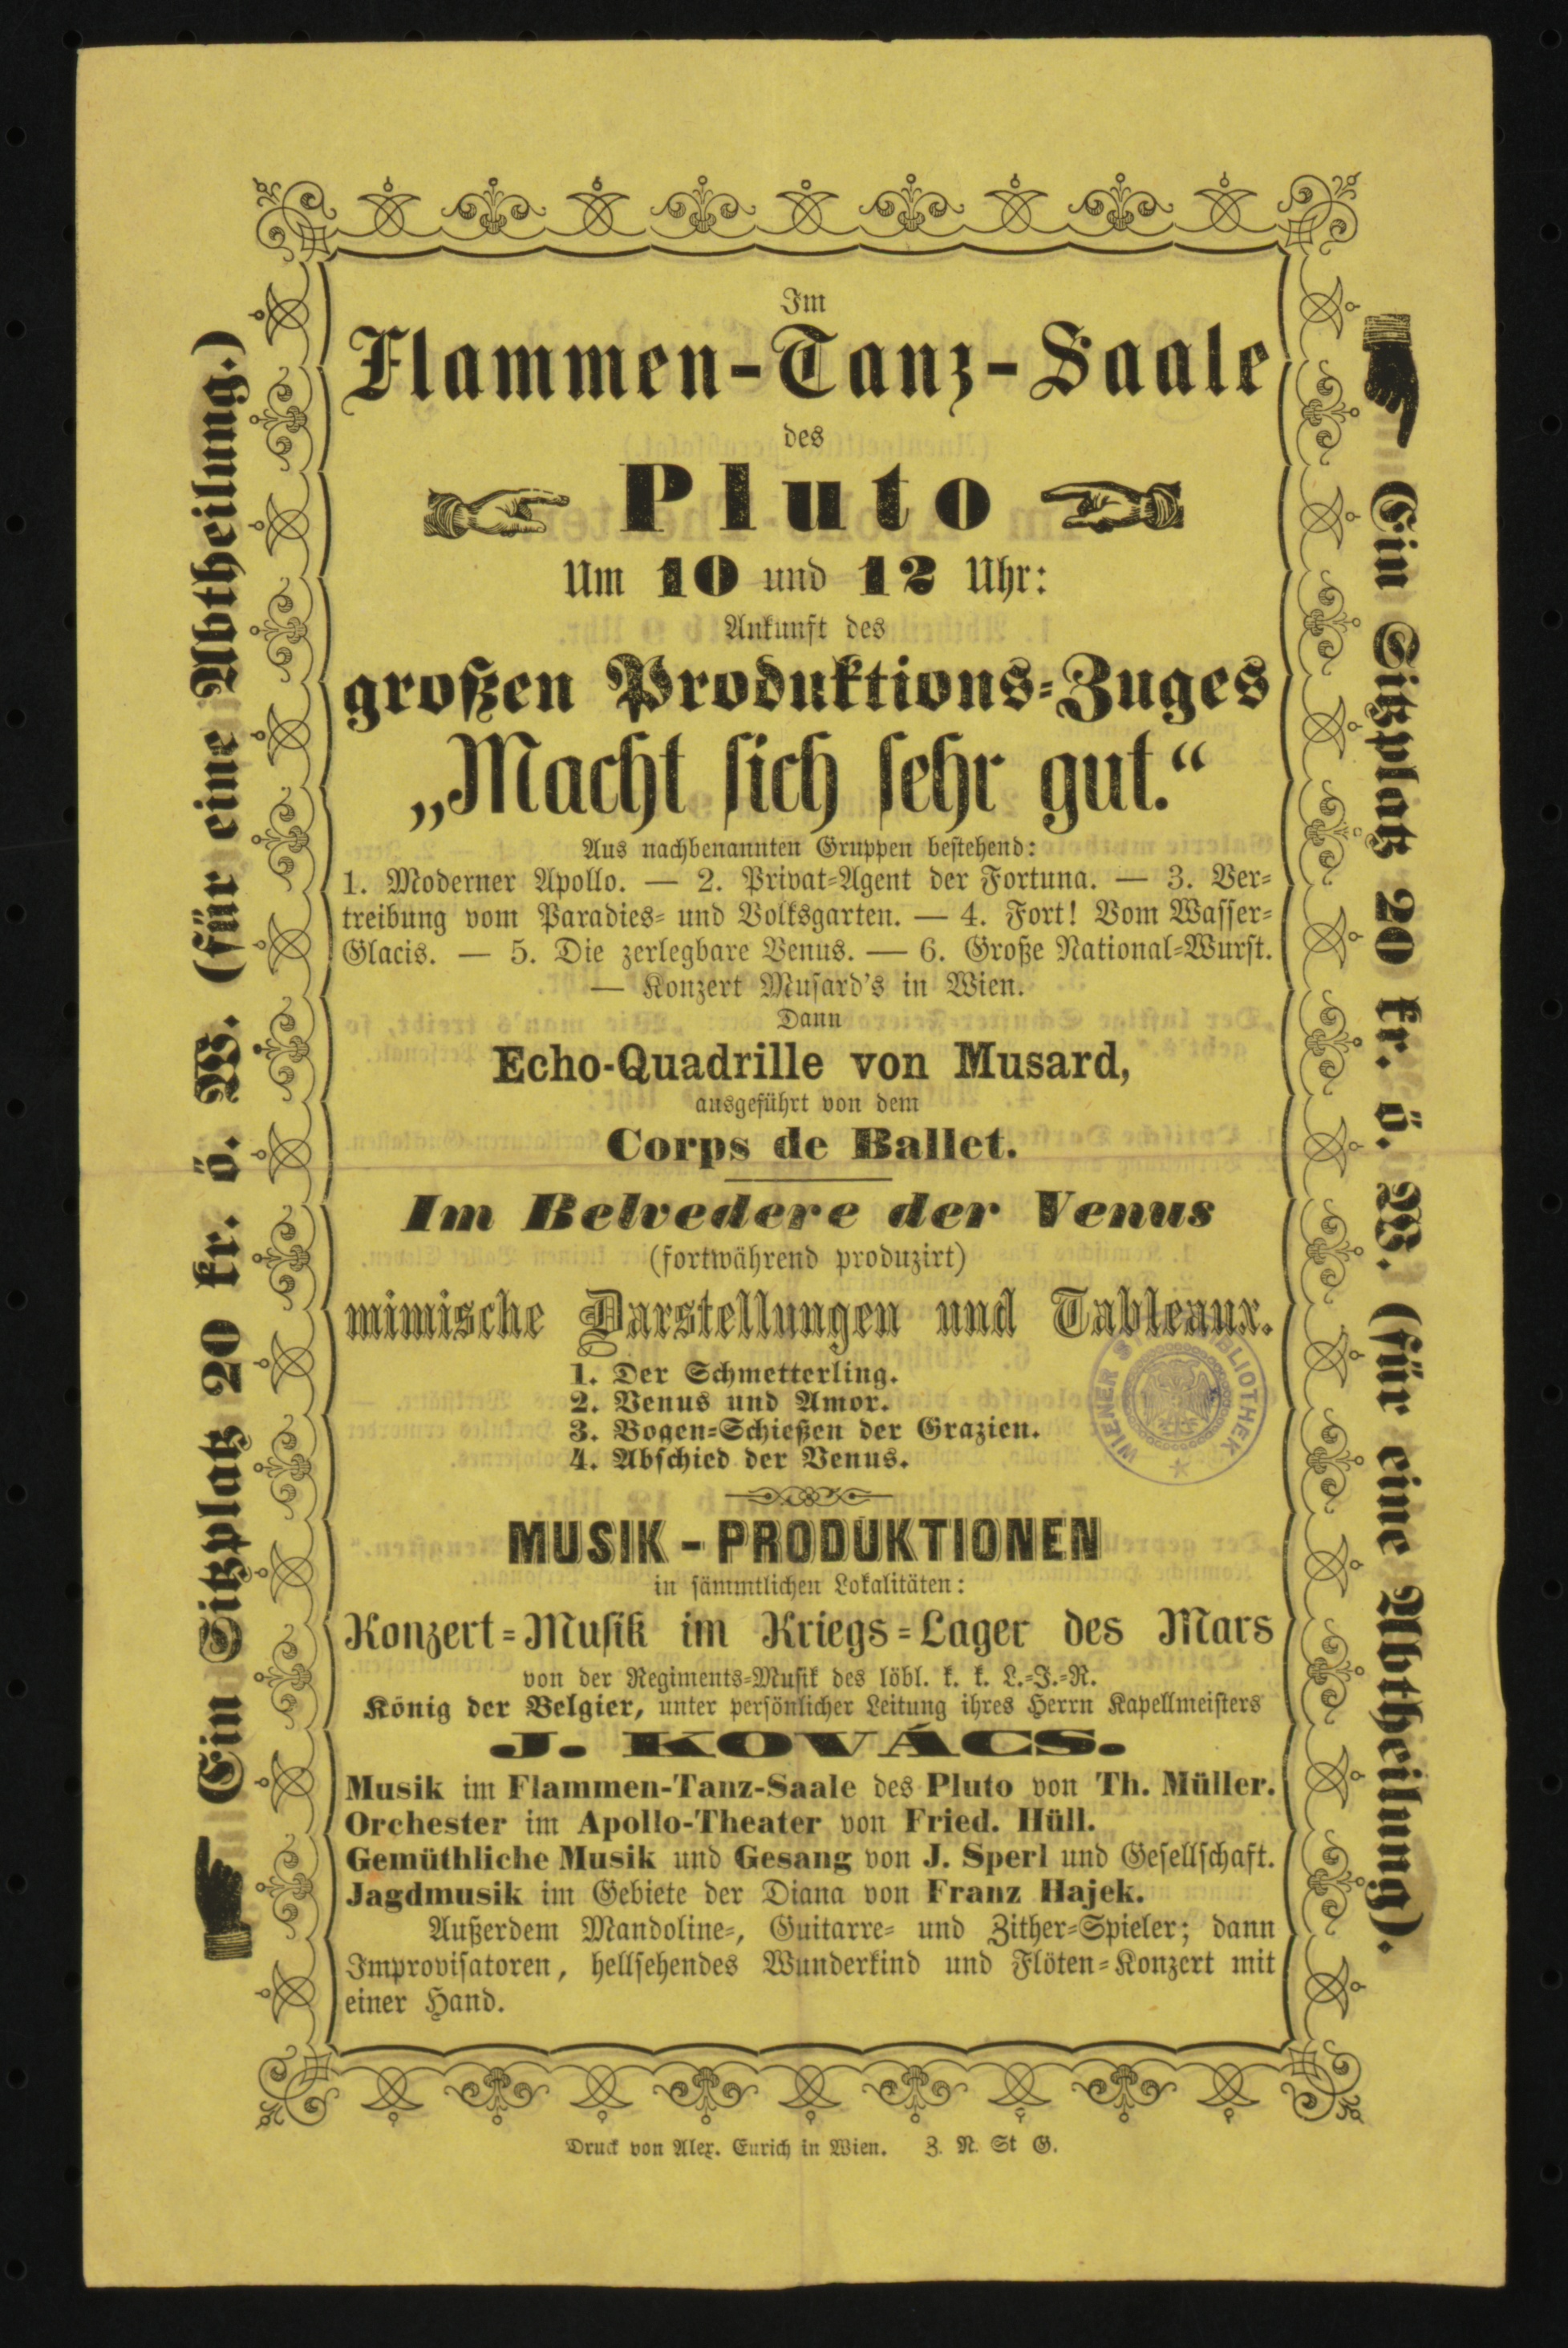 Im
Flammen-Tanz-Saale
des
Pluto
Um 10 und 12 Uhr:
Ankunft des
großen Produktions-Zuges
„Macht sich sehr gut.“
Aus nachbenannten Gruppen bestehend:
1. Moderner Apollo. — 2. Privat-Agent der Fortuna. — 3. Ver-
treibung vom Paradies- und Volksgarten. — 4. Fort! Vom Wasser-
Glacis. — 5. Die zerlegbare Venus. — 6. Große National-Wurst.
— Konzert Musard's in Wien.
Dann
Echo-Quadrille von Musard,
ausgeführt von dem
Corps de Ballet.
Im Belvedere der Venus
(fortwährend produzirt)
mimische Darstellungen und Tableaux.
1. Der Schmetterling.
2. Venus und Amor.
3. Bogen-Schießen der Grazien.
4. Abschied der Venus.
WIENER STADTBIBLIOTHEK
MUSIK-PRODUKTIONEN
in sämmtlichen Lokalitäten:
Konzert-Musik im Kriegs-Lager des Mars
von der Regiments-Musik des löbl. k. k. L.-J.-R.
König der Belgier, unter persönlicher Leitung ihres Herrn Kapellmeisters
J. KOVÁCS.
Musik im Flammen-Tanz-Saale des Pluto von Th. Müller.
Orchester im Apollo-Theater von Fried. Hüll.
Gemüthliche Musik und Gesang von J. Sperl und Gesellschaft.
Jagdmusik im Gebiete der Diana von Franz Hajek.
Außerdem Mandoline-, Guitarre- und Zither-Spieler; dann
Improvisatoren, hellsehendes Wunderkind und Flöten-Konzert mit
einer Hand.
Druck von Alex. Eurich in Wien. Z. N. St G.
Ein Sitzplatz 20 kr. ö. W. (für eine Abtheilung.)
Ein Sitzplatz 20 kr. ö. W. (für eine Abtheilung).